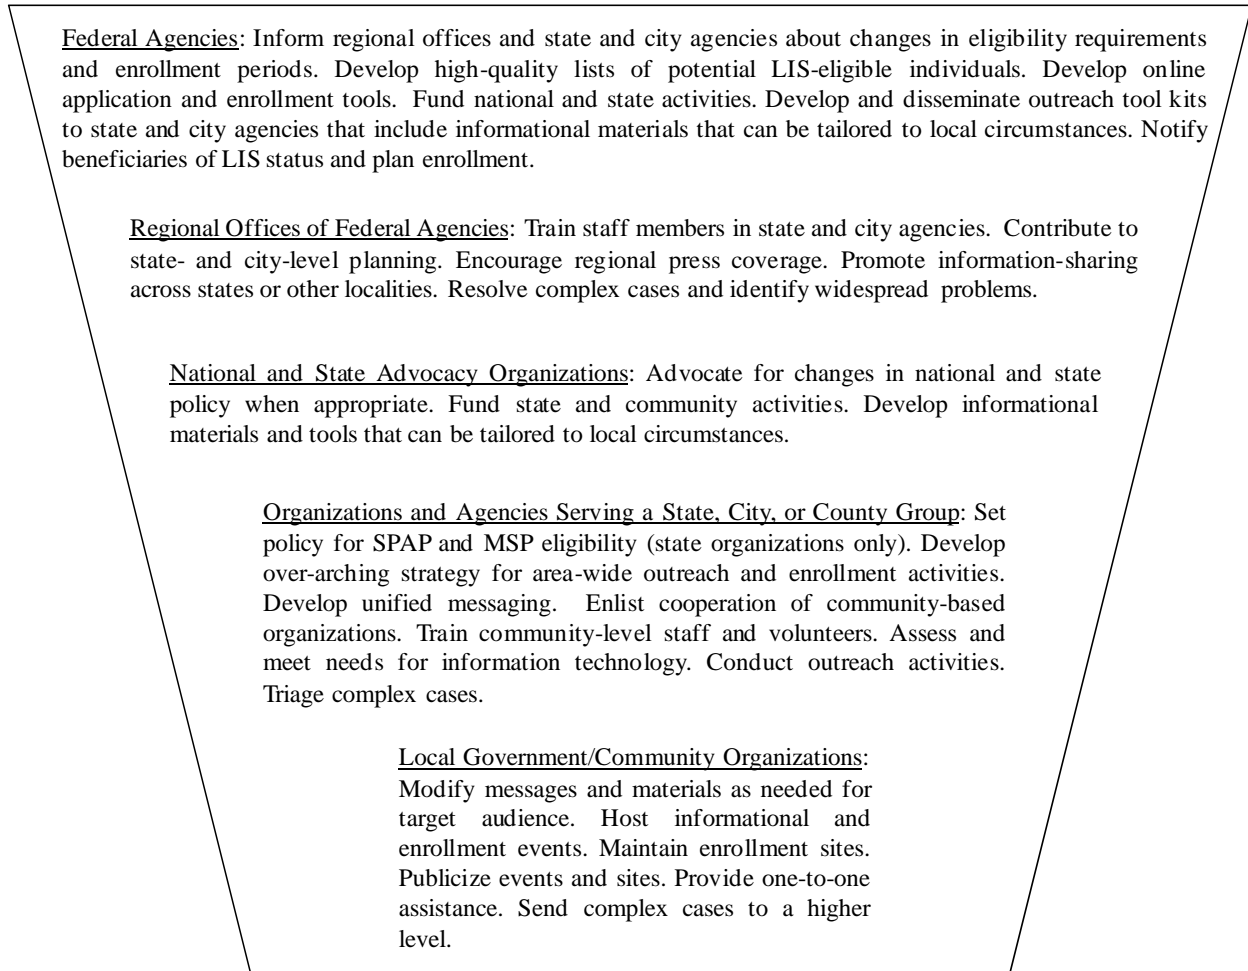 Federal Agencies: Inform regional offices and state and city agencies about changes in eligibility requirements
and enrollment periods. Develop high-quality lists of potential LIS-eligible individuals. Develop online
application and enrollment tools. Fund national and state activities. Develop and disseminate outreach tool kits
to state and city agencies that include informational materials that can be tailored to local circumstances. Notify
beneficiaries of LIS status and plan enrollment.
Regional Offices of Federal Agencies: Train staff members in state and city agencies. Contribute to
state- and city-level planning. Encourage regional press coverage. Promote information-sharing
across states or other localities. Resolve complex cases and identify widespread problems.
National and State Advocacy Organizations: Advocate for changes in national and state
policy when appropriate. Fund state and community activities. Develop informational
materials and tools that can be tailored to local circumstances.
Organizations and Agencies Serving a State, City, or County Group: Set
policy for SPAP and MSP eligibility (state organizations only). Develop
over-arching strategy for area-wide outreach and enrollment activities.
Develop unified messaging. Enlist cooperation of community-based
organizations. Train community-level staff and volunteers. Assess and
meet needs for information technology. Conduct outreach activities.
Triage complex cases.
Local Government/Community Organizations:
Modify messages and materials as needed for
target audience. Host informational and
enrollment events. Maintain enrollment sites.
Publicize events and sites. Provide one-to-one
assistance. Send complex cases to a higher
level.